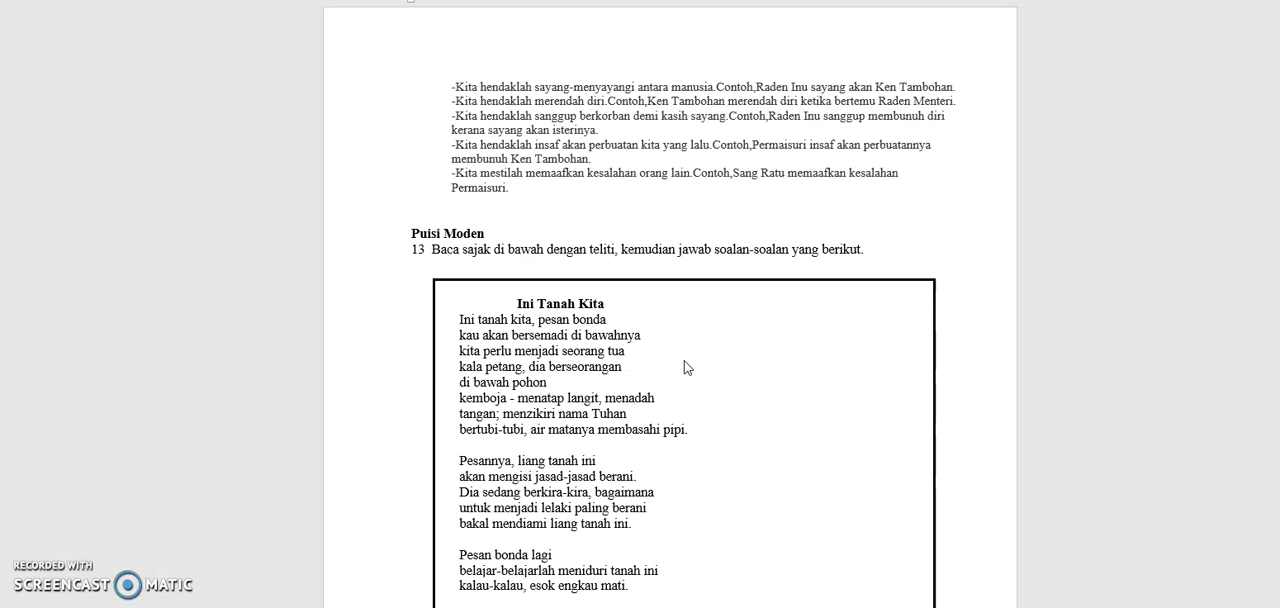 -Kita hendaklah sayang-menyayangi antara manusia.Contoh,Raden Inu sayang akan Ken Tambohan.
-Kita hendaklah merendah diri.Contoh,Ken Tambohan merendah diri ketika bertemu Raden Menteri.
-Kita hendaklah sanggup berkorban demi kasih sayang.Contoh,Raden Inu sanggup membunuh diri
kerana sayang akan isterinya.
-Kita hendaklah insaf akan perbuatan kita yang lalu.Contoh,Permaisuri insaf akan perbuatannya
membunuh Ken Tambohan.
-Kita mestilah memaafkan kesalahan orang lain.Contoh,Sang Ratu memaafkan kesalahan
Permaisuri.
Puisi Moden
13 Baca sajak di bawah dengan teliti, kemudian jawab soalan-soalan yang berikut.
Ini Tanah Kita
Ini tanah kita, pesan bonda
kau akan bersemadi di bawahnya
kita perlu menjadi seorang tua
kala petang, dia berseorangan
di bawah pohon
kemboja - menatap langit, menadah
tangan; menzikiri nama Tuhan
bertubi-tubi, air matanya membasahi pipi.
Pesannya, liang tanah ini
akan mengisi jasad-jasad berani.
Dia sedang berkira-kira, bagaimana
untuk menjadi lelaki paling berani
bakal mendiami liang tanah ini.
Pesan bonda lagi
belajar-belajarlah meniduri tanah ini
kalau-kalau, esok engkau mati.
RECORDED WITH
SCREENCAST MATIC